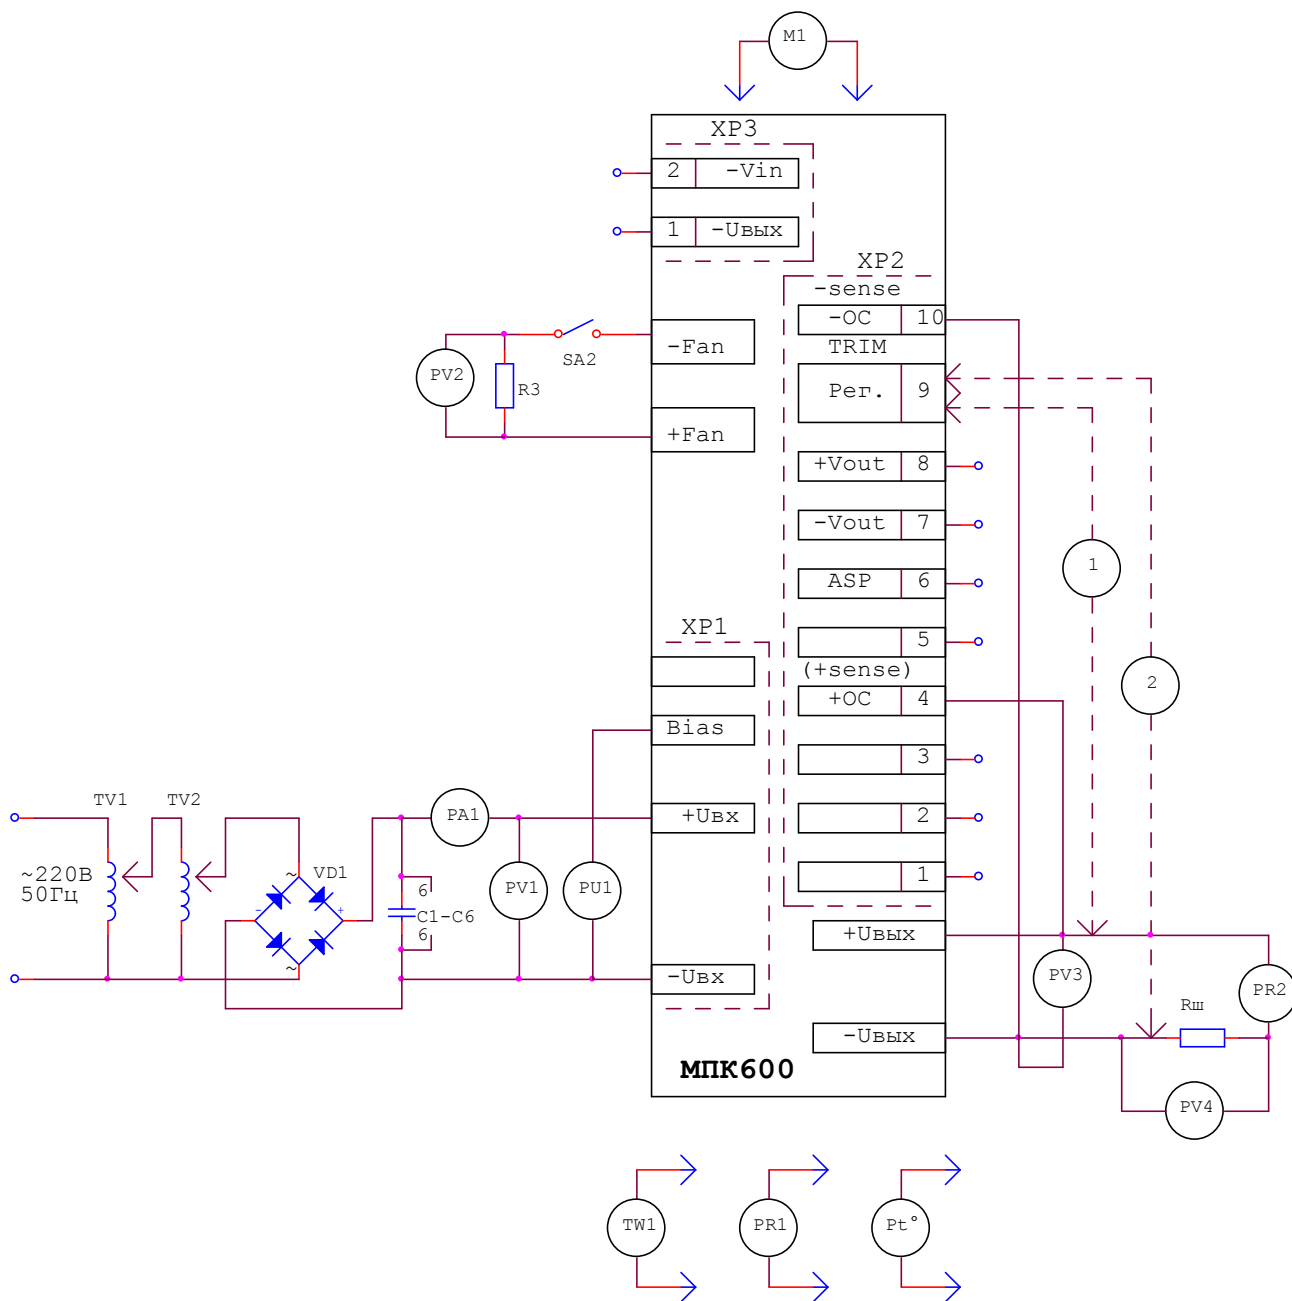 M1
XP3
2 -Vin
1 -Uвых
XP2
-sense
-ОС 10
TRIM
Рег. 9
-Fan
SA2
PV2
R3
+Fan
+Vout 8
-Vout 7
ASP 6
5
(+sense)
+ОС 4
3
2
1
1
2
XP1
Bias
+Uвх
-Uвх
TV1
TV2
~220В
50Гц
VD1
~
-
+
~
PA1
6
C1-C6
6
PV1
PU1
+Uвых
PV3
PR2
Rш
-Uвых
МПК600
PV4
TW1
PR1
Pt°